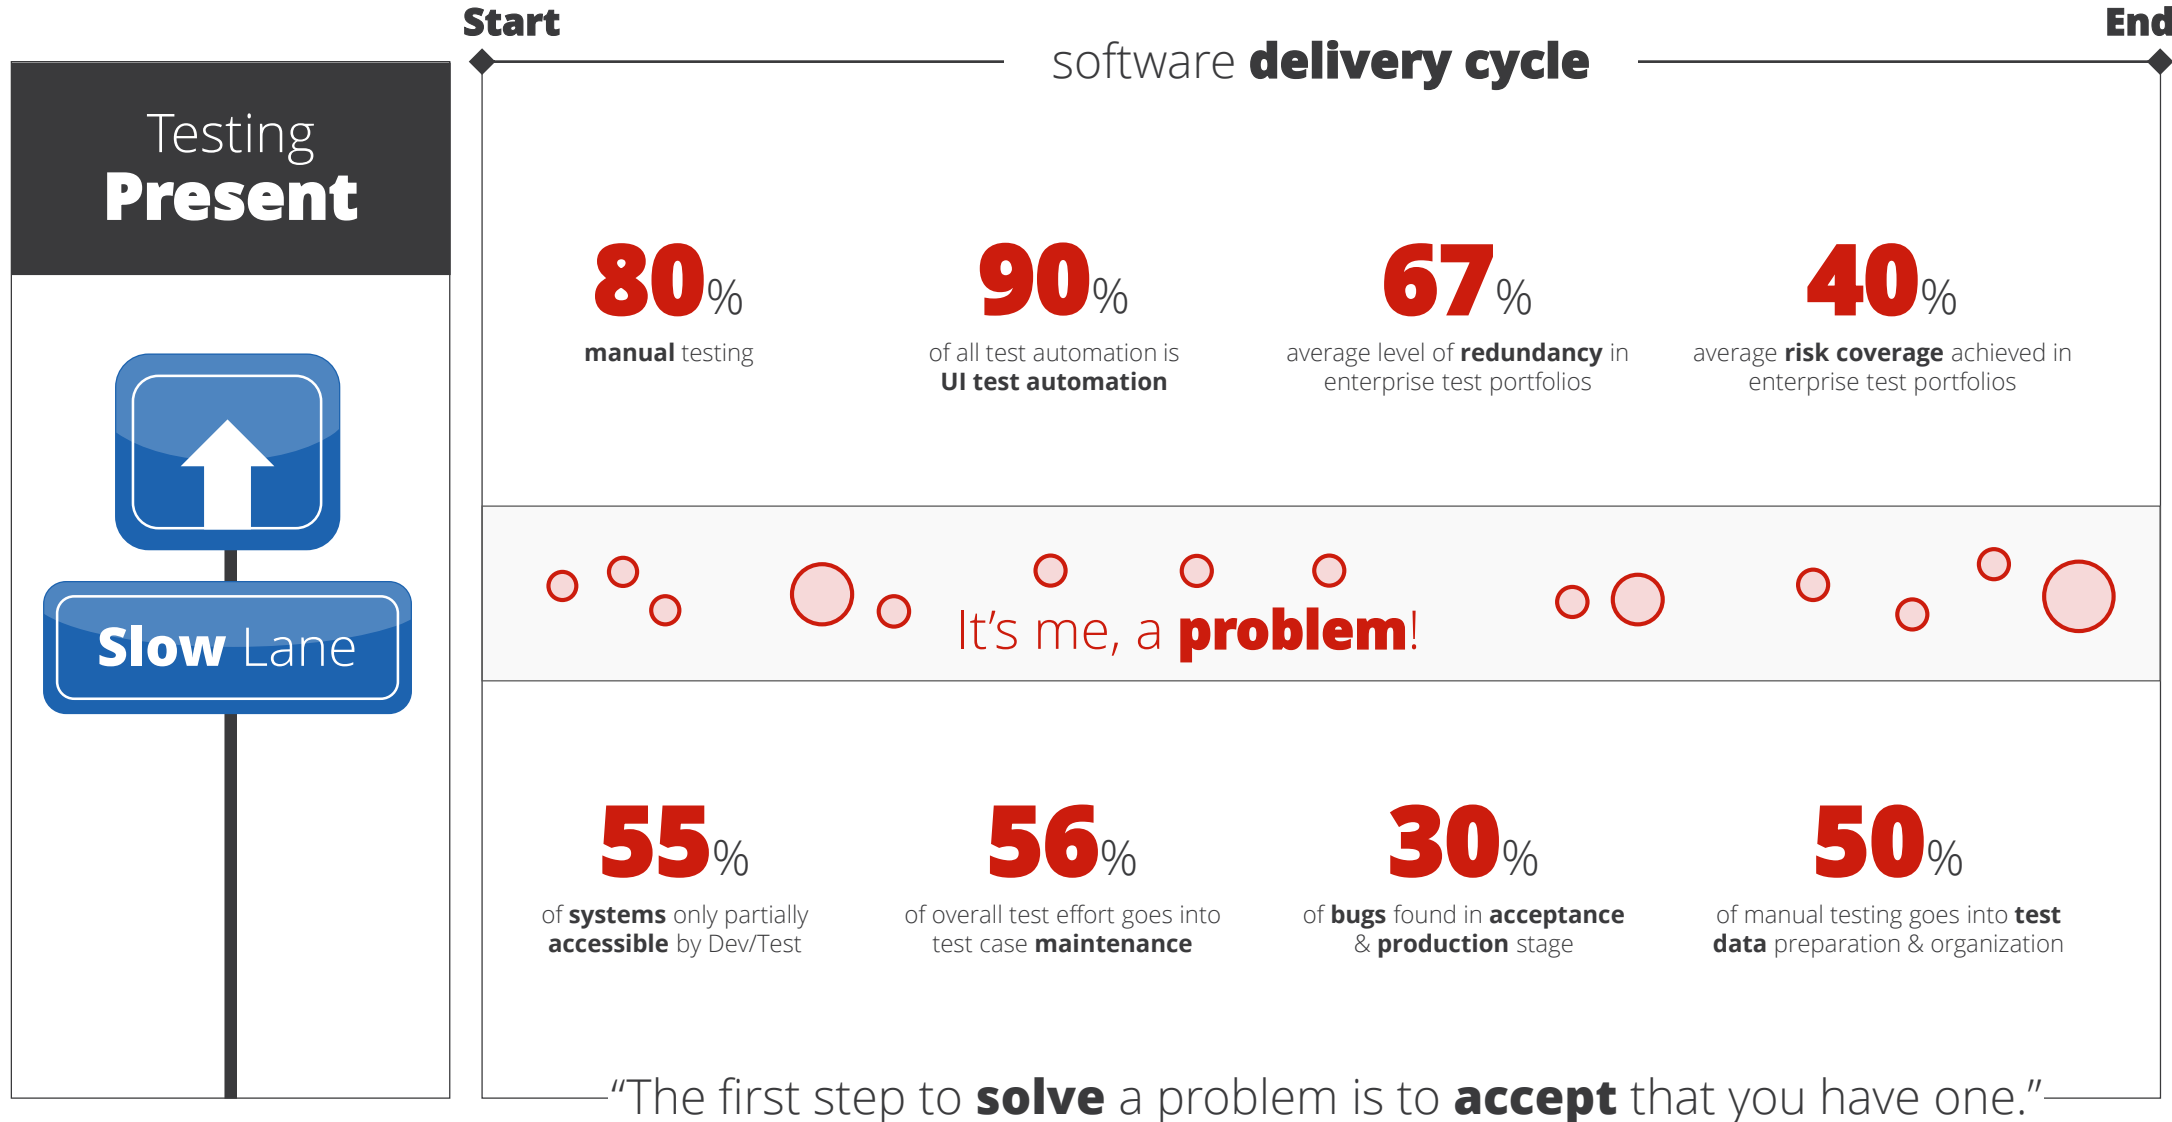 Start
End
software delivery cycle
Testing
Present
Slow Lane
80%
manual testing
90%
of all test automation is
UI test automation
67%
average level of redundancy in
enterprise test portfolios
40%
average risk coverage achieved in
enterprise test portfolios
It’s me, a problem!
55%
of systems only partially
accessible by Dev/Test
56%
of overall test effort goes into
test case maintenance
30%
of bugs found in acceptance
& production stage
50%
of manual testing goes into test
data preparation & organization
“The first step to solve a problem is to accept that you have one.”